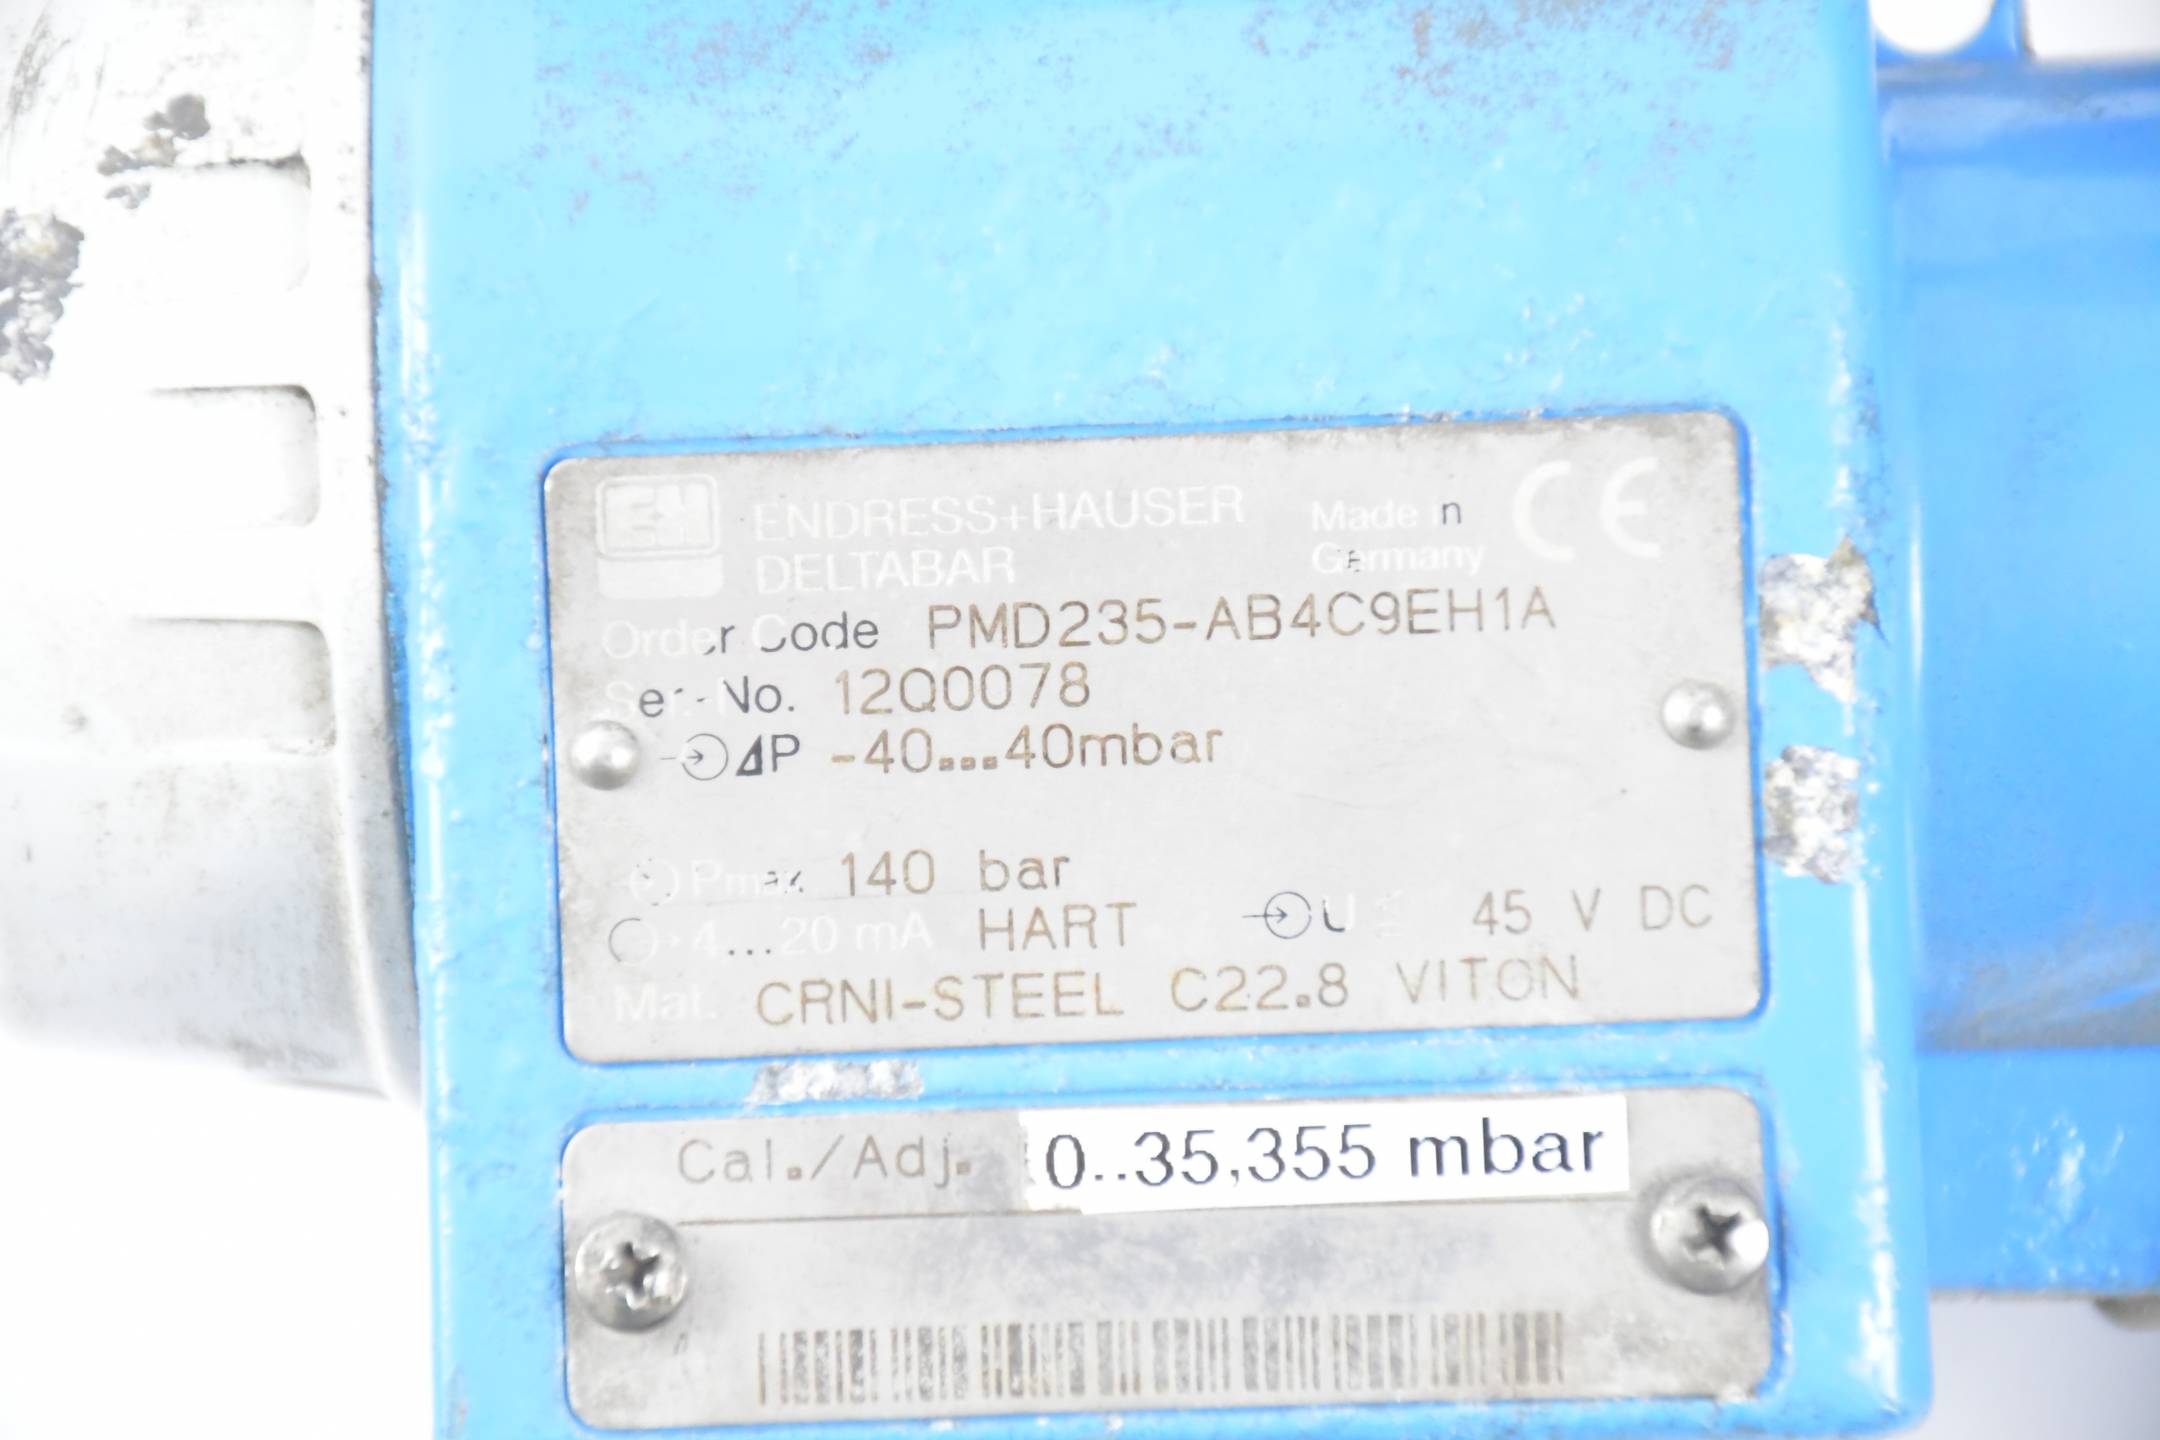 E+H
ENDRESS+HAUSER
DELTABAR
Made in
Germany
CE
Order Code PMD235-AB4C9EH1A
Ser.-No. 12Q0078
ΔP -40...40mbar
Pmax 140 bar
4...20 mA HART U 45 V DC
Mat. CRNI-STEEL C22.8 VITON
Cal./Adj. 0..35,355 mbar